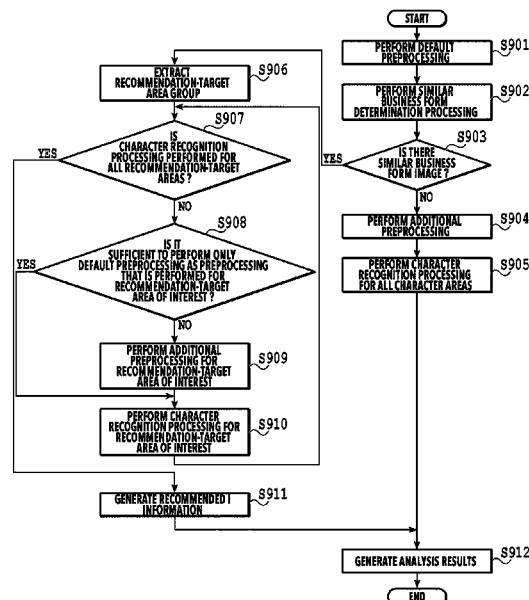 START
PERFORM DEFAULT
PREPROCESSING
S901
PERFORM SIMILAR
BUSINESS FORM
DETERMINATION PROCESSING
S902
IS THERE
SIMILAR BUSINESS
FORM IMAGE ?
S903
YES
NO
PERFORM ADDITIONAL
PREPROCESSING
S904
PERFORM CHARACTER
RECOGNITION PROCESSING
FOR ALL CHARACTER AREAS
S905
EXTRACT
RECOMMENDATION-TARGET
AREA GROUP
S906
IS
CHARACTER RECOGNITION
PROCESSING PERFORMED FOR
ALL RECOMMENDATION-TARGET
AREAS ?
S907
YES
NO
IS IT
SUFFICIENT TO PERFORM ONLY
DEFAULT PREPROCESSING AS PREPROCESSING
THAT IS PERFORMED FOR
RECOMMENDATION-TARGET
AREA OF INTEREST ?
S908
YES
NO
PERFORM ADDITIONAL
PREPROCESSING FOR
RECOMMENDATION-TARGET
AREA OF INTEREST
S909
PERFORM CHARACTER
RECOGNITION PROCESSING FOR
RECOMMENDATION-TARGET
AREA OF INTEREST
S910
GENERATE RECOMMENDED I
INFORMATION
S911
GENERATE ANALYSIS RESULTS
S912
END